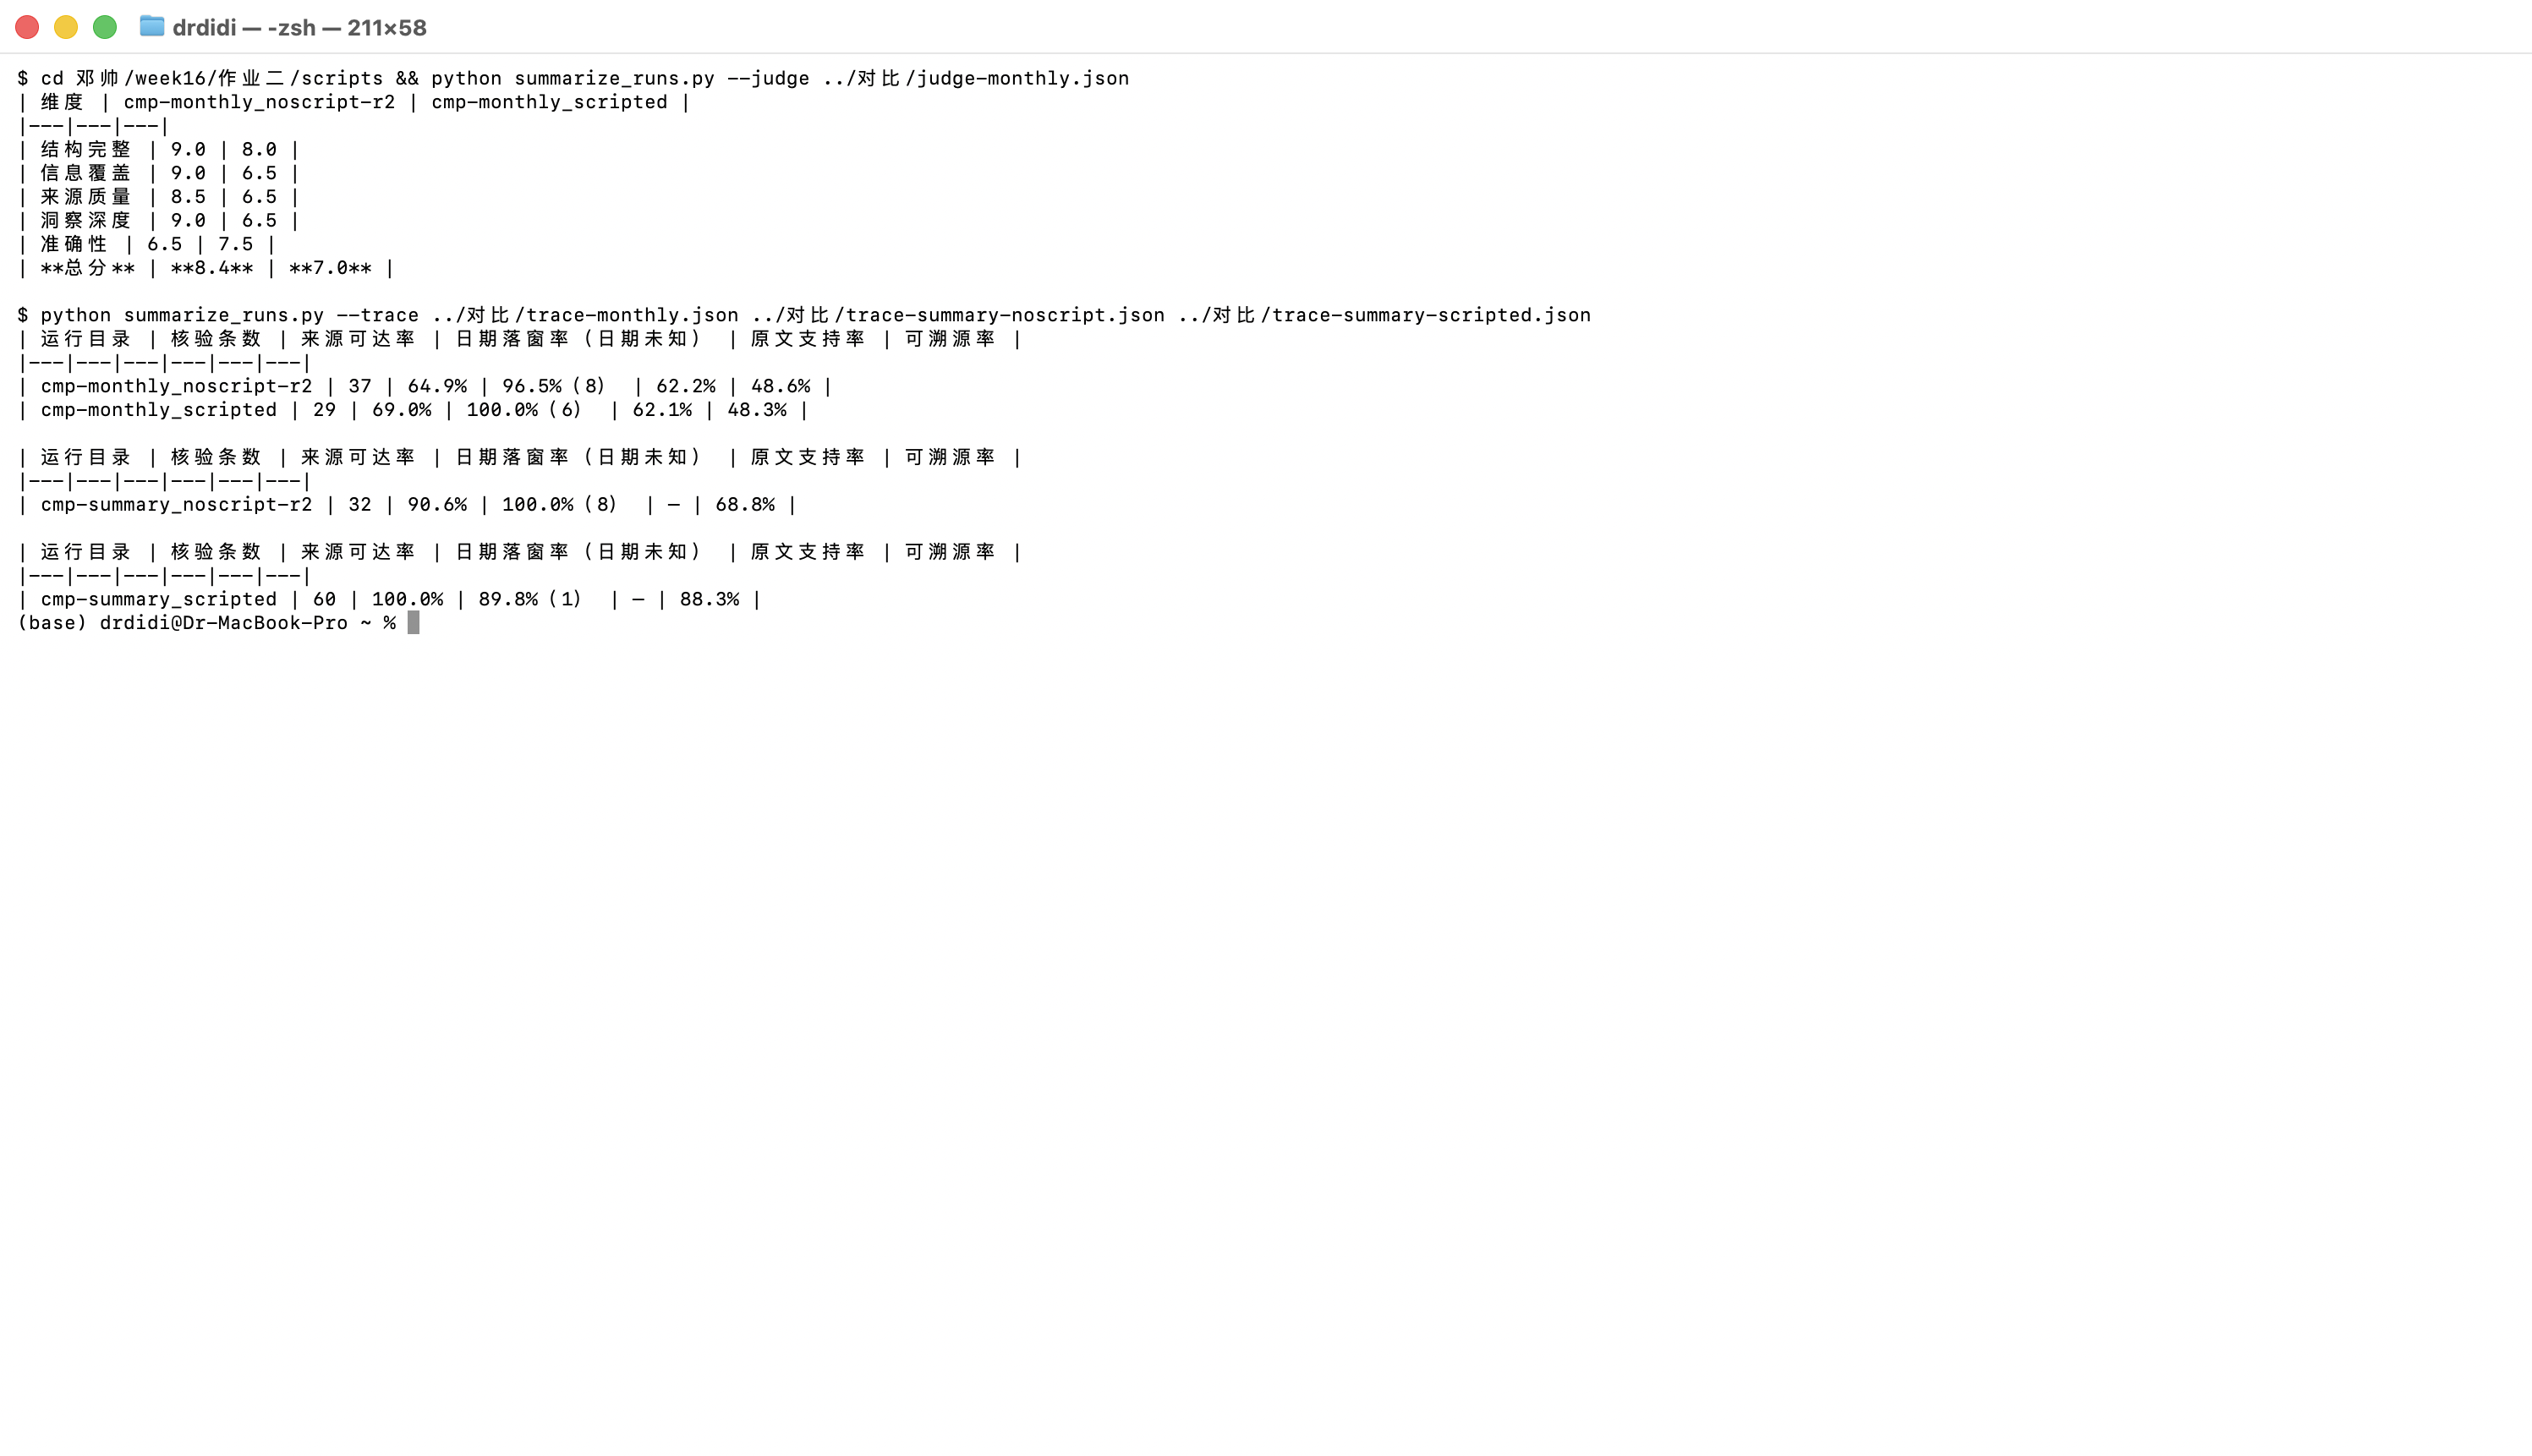 drdidi — -zsh — 211×58
$ cd 邓帅/week16/作业二/scripts && python summarize_runs.py --judge ../对比/judge-monthly.json
| 维度 | cmp-monthly_noscript-r2 | cmp-monthly_scripted |
|---|---|---|
| 结构完整 | 9.0 | 8.0 |
| 信息覆盖 | 9.0 | 6.5 |
| 来源质量 | 8.5 | 6.5 |
| 洞察深度 | 9.0 | 6.5 |
| 准确性 | 6.5 | 7.5 |
| **总分** | **8.4** | **7.0** |
$ python summarize_runs.py --trace ../对比/trace-monthly.json ../对比/trace-summary-noscript.json ../对比/trace-summary-scripted.json
| 运行目录 | 核验条数 | 来源可达率 | 日期落窗率（日期未知） | 原文支持率 | 可溯源率 |
|---|---|---|---|---|---|
| cmp-monthly_noscript-r2 | 37 | 64.9% | 96.5%（8） | 62.2% | 48.6% |
| cmp-monthly_scripted | 29 | 69.0% | 100.0%（6） | 62.1% | 48.3% |
| 运行目录 | 核验条数 | 来源可达率 | 日期落窗率（日期未知） | 原文支持率 | 可溯源率 |
|---|---|---|---|---|---|
| cmp-summary_noscript-r2 | 32 | 90.6% | 100.0%（8） | — | 68.8% |
| 运行目录 | 核验条数 | 来源可达率 | 日期落窗率（日期未知） | 原文支持率 | 可溯源率 |
|---|---|---|---|---|---|
| cmp-summary_scripted | 60 | 100.0% | 89.8%（1） | — | 88.3% |
(base) drdidi@Dr-MacBook-Pro ~ %